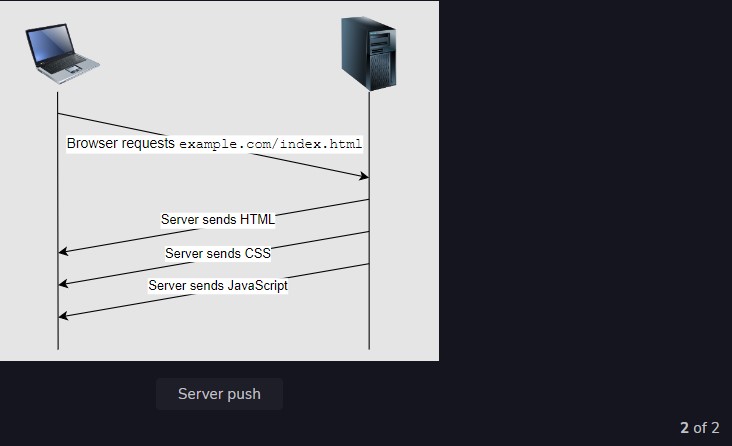 Browser requests example.com/index.html
Server sends HTML
Server sends CSS
Server sends JavaScript
Server push
2 of 2